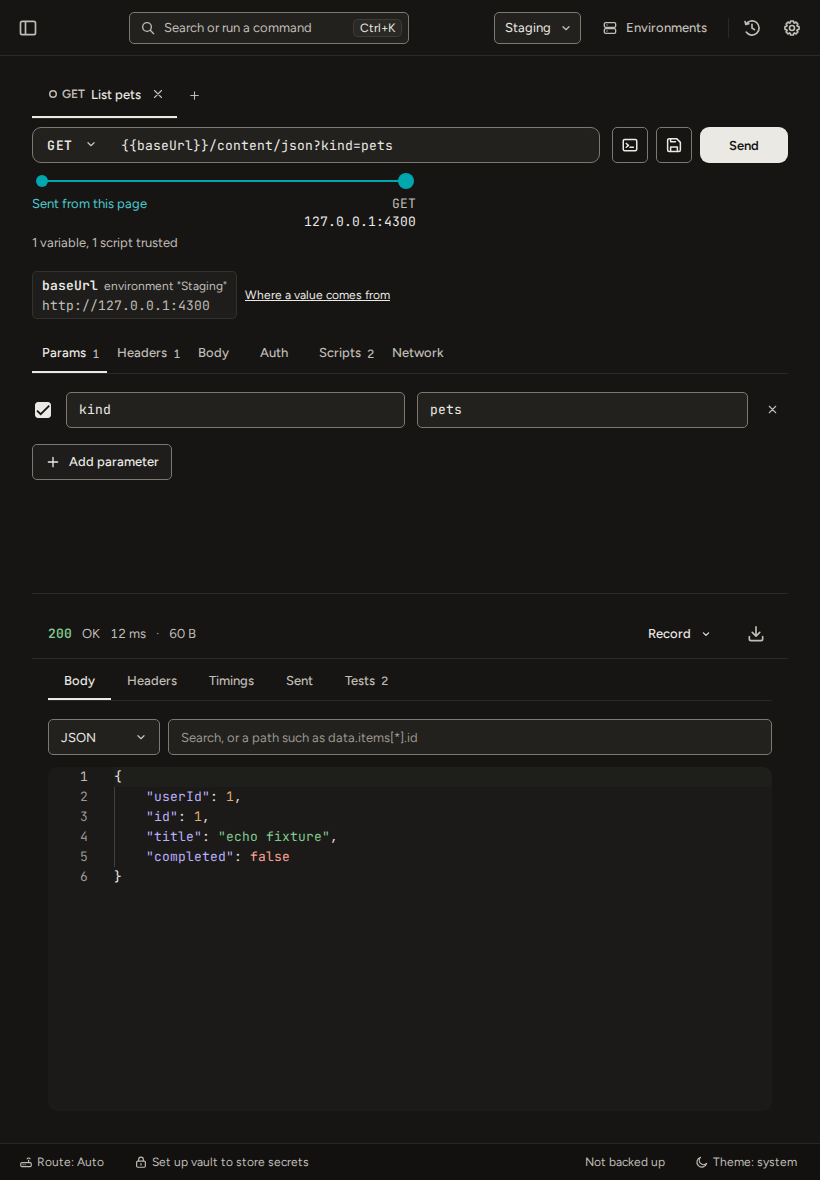 Search or run a command Ctrl+K Staging Environments
GET List pets
GET {{baseUrl}}/content/json?kind=pets Send
Sent from this page GET
127.0.0.1:4300
1 variable, 1 script trusted
baseUrl environment "Staging"
http://127.0.0.1:4300
Where a value comes from
Params 1 Headers 1 Body Auth Scripts 2 Network
kind pets
Add parameter
200 OK 12 ms · 60 B Record
Body Headers Timings Sent Tests 2
JSON Search, or a path such as data.items[*].id
1 {
2 "userId": 1,
3 "id": 1,
4 "title": "echo fixture",
5 "completed": false
6 }
Route: Auto Set up vault to store secrets Not backed up Theme: system